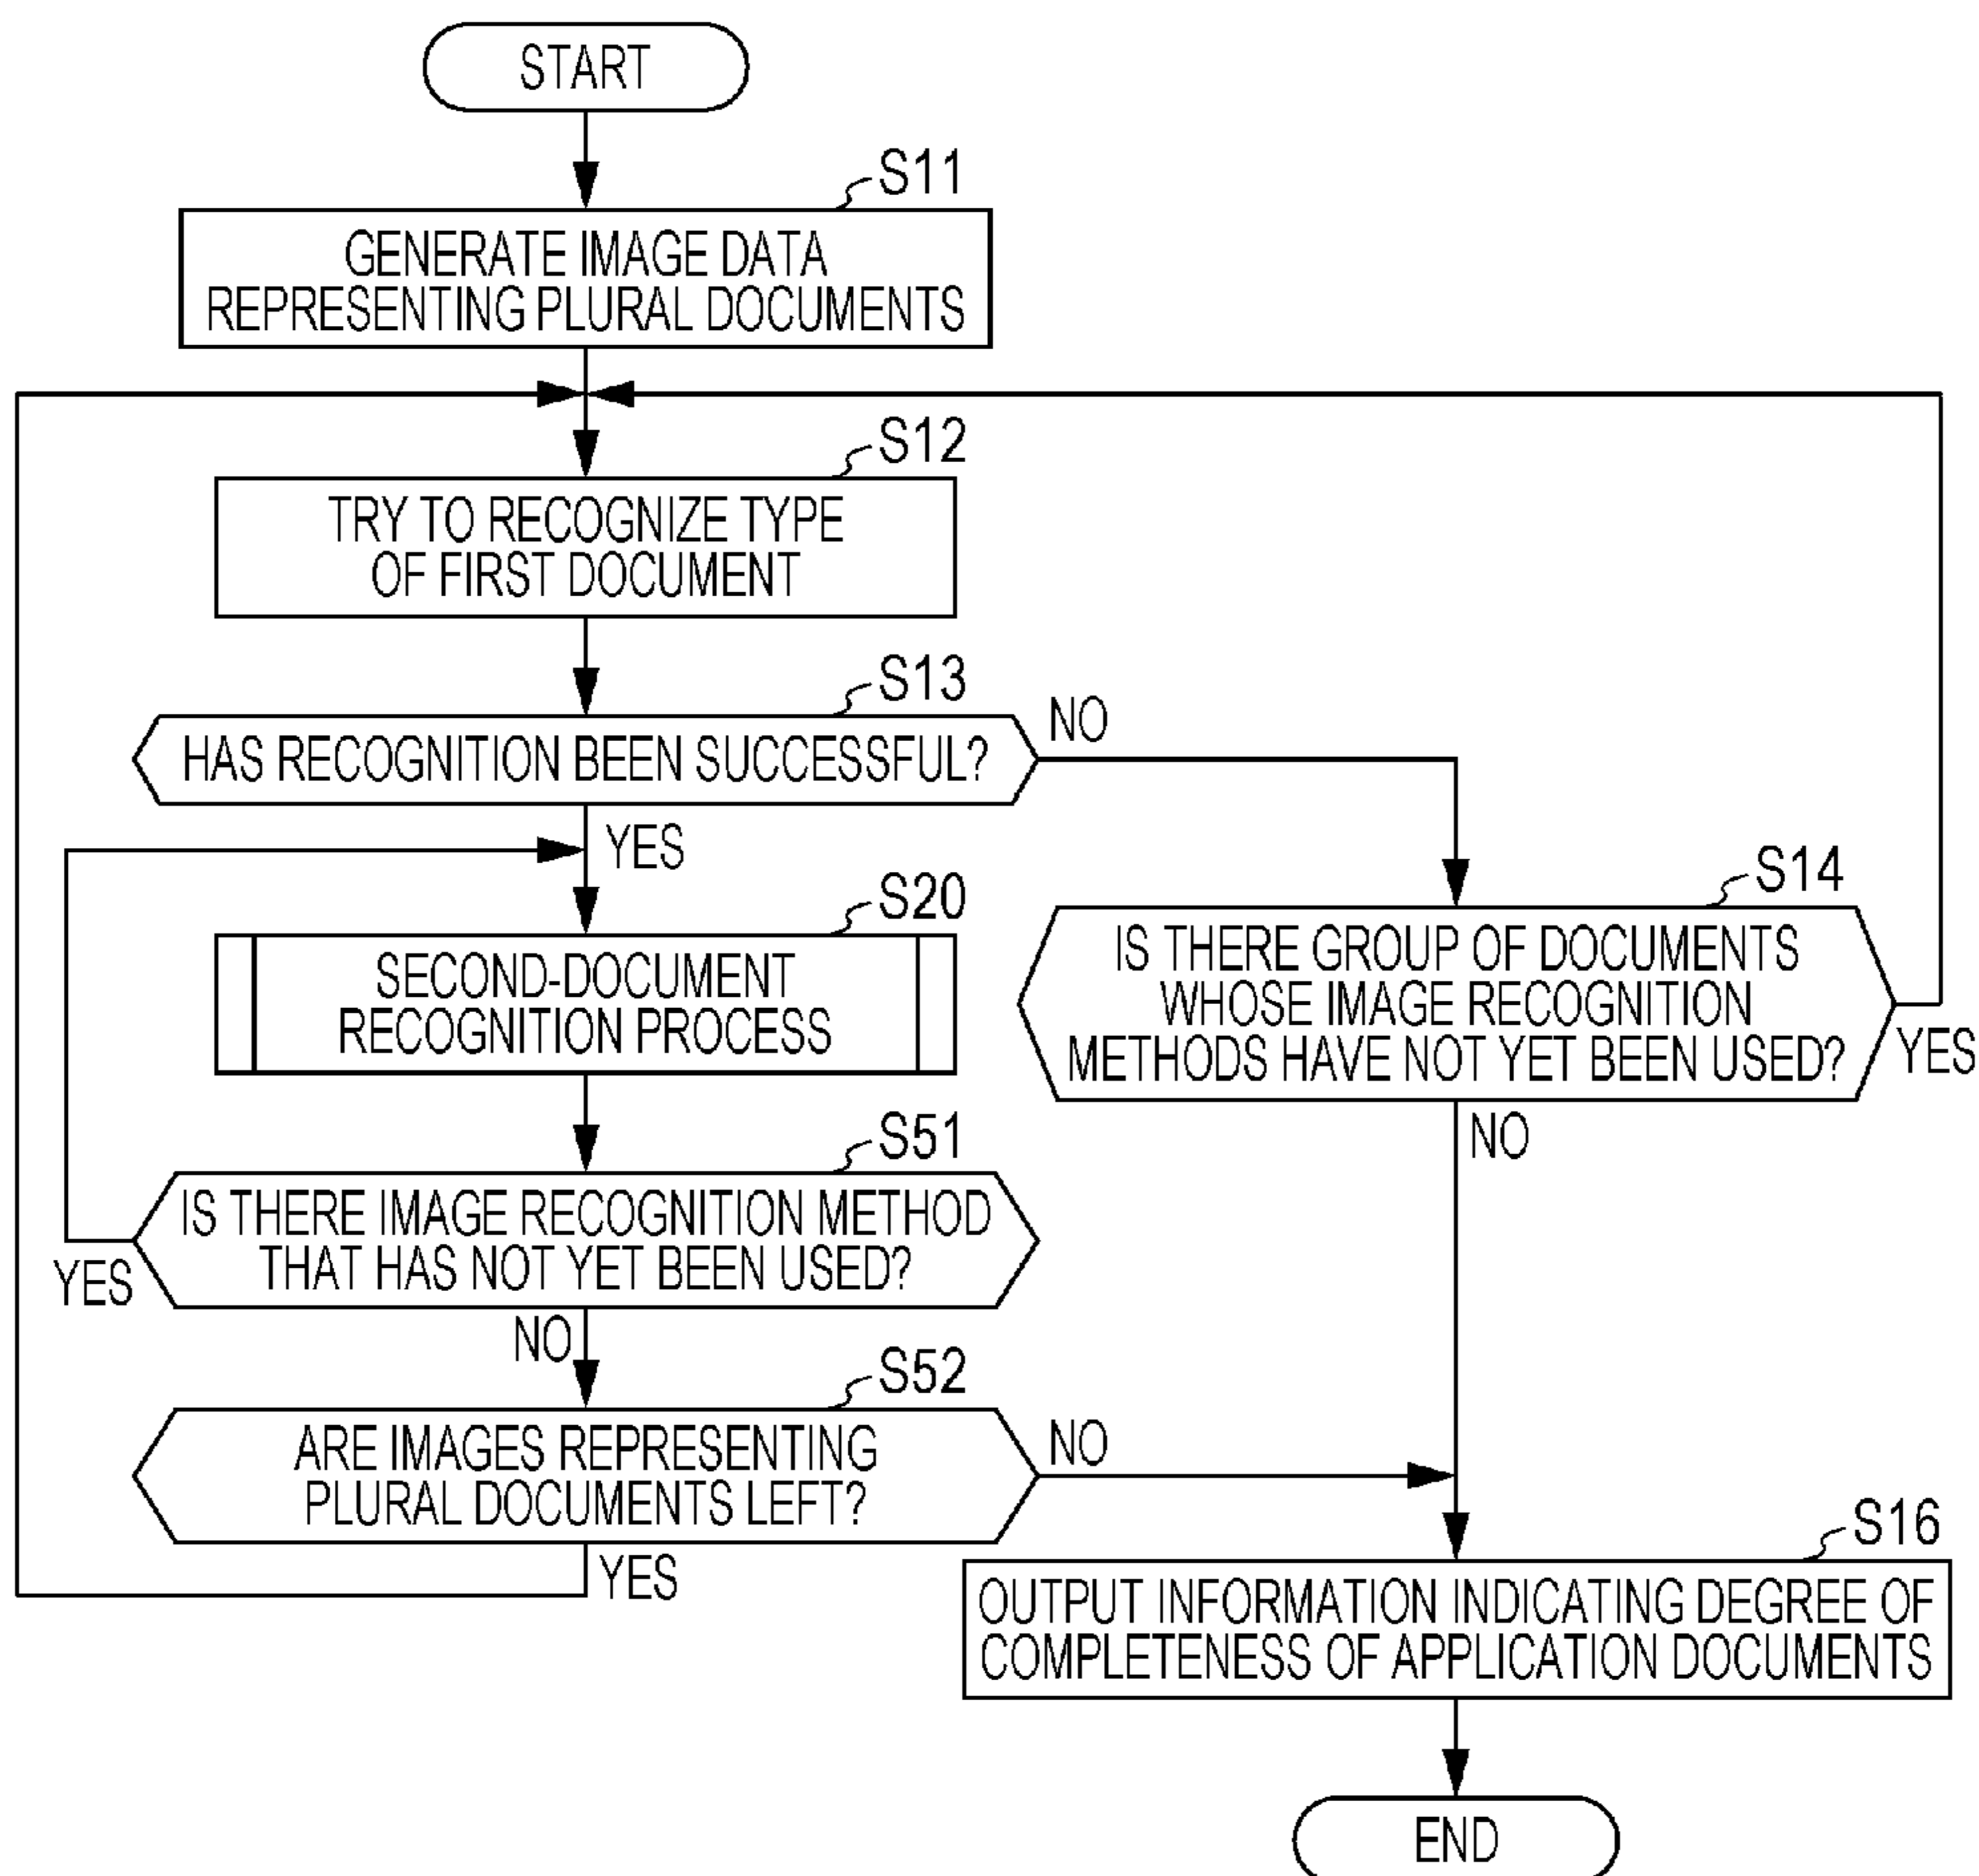 START
S11
GENERATE IMAGE DATA
REPRESENTING PLURAL DOCUMENTS
S12
TRY TO RECOGNIZE TYPE
OF FIRST DOCUMENT
S13
HAS RECOGNITION BEEN SUCCESSFUL?
NO
YES
S14
IS THERE GROUP OF DOCUMENTS
WHOSE IMAGE RECOGNITION
METHODS HAVE NOT YET BEEN USED?
YES
NO
S20
SECOND-DOCUMENT
RECOGNITION PROCESS
S51
IS THERE IMAGE RECOGNITION METHOD
THAT HAS NOT YET BEEN USED?
YES
NO
S52
ARE IMAGES REPRESENTING
PLURAL DOCUMENTS LEFT?
NO
YES
S16
OUTPUT INFORMATION INDICATING DEGREE OF
COMPLETENESS OF APPLICATION DOCUMENTS
END